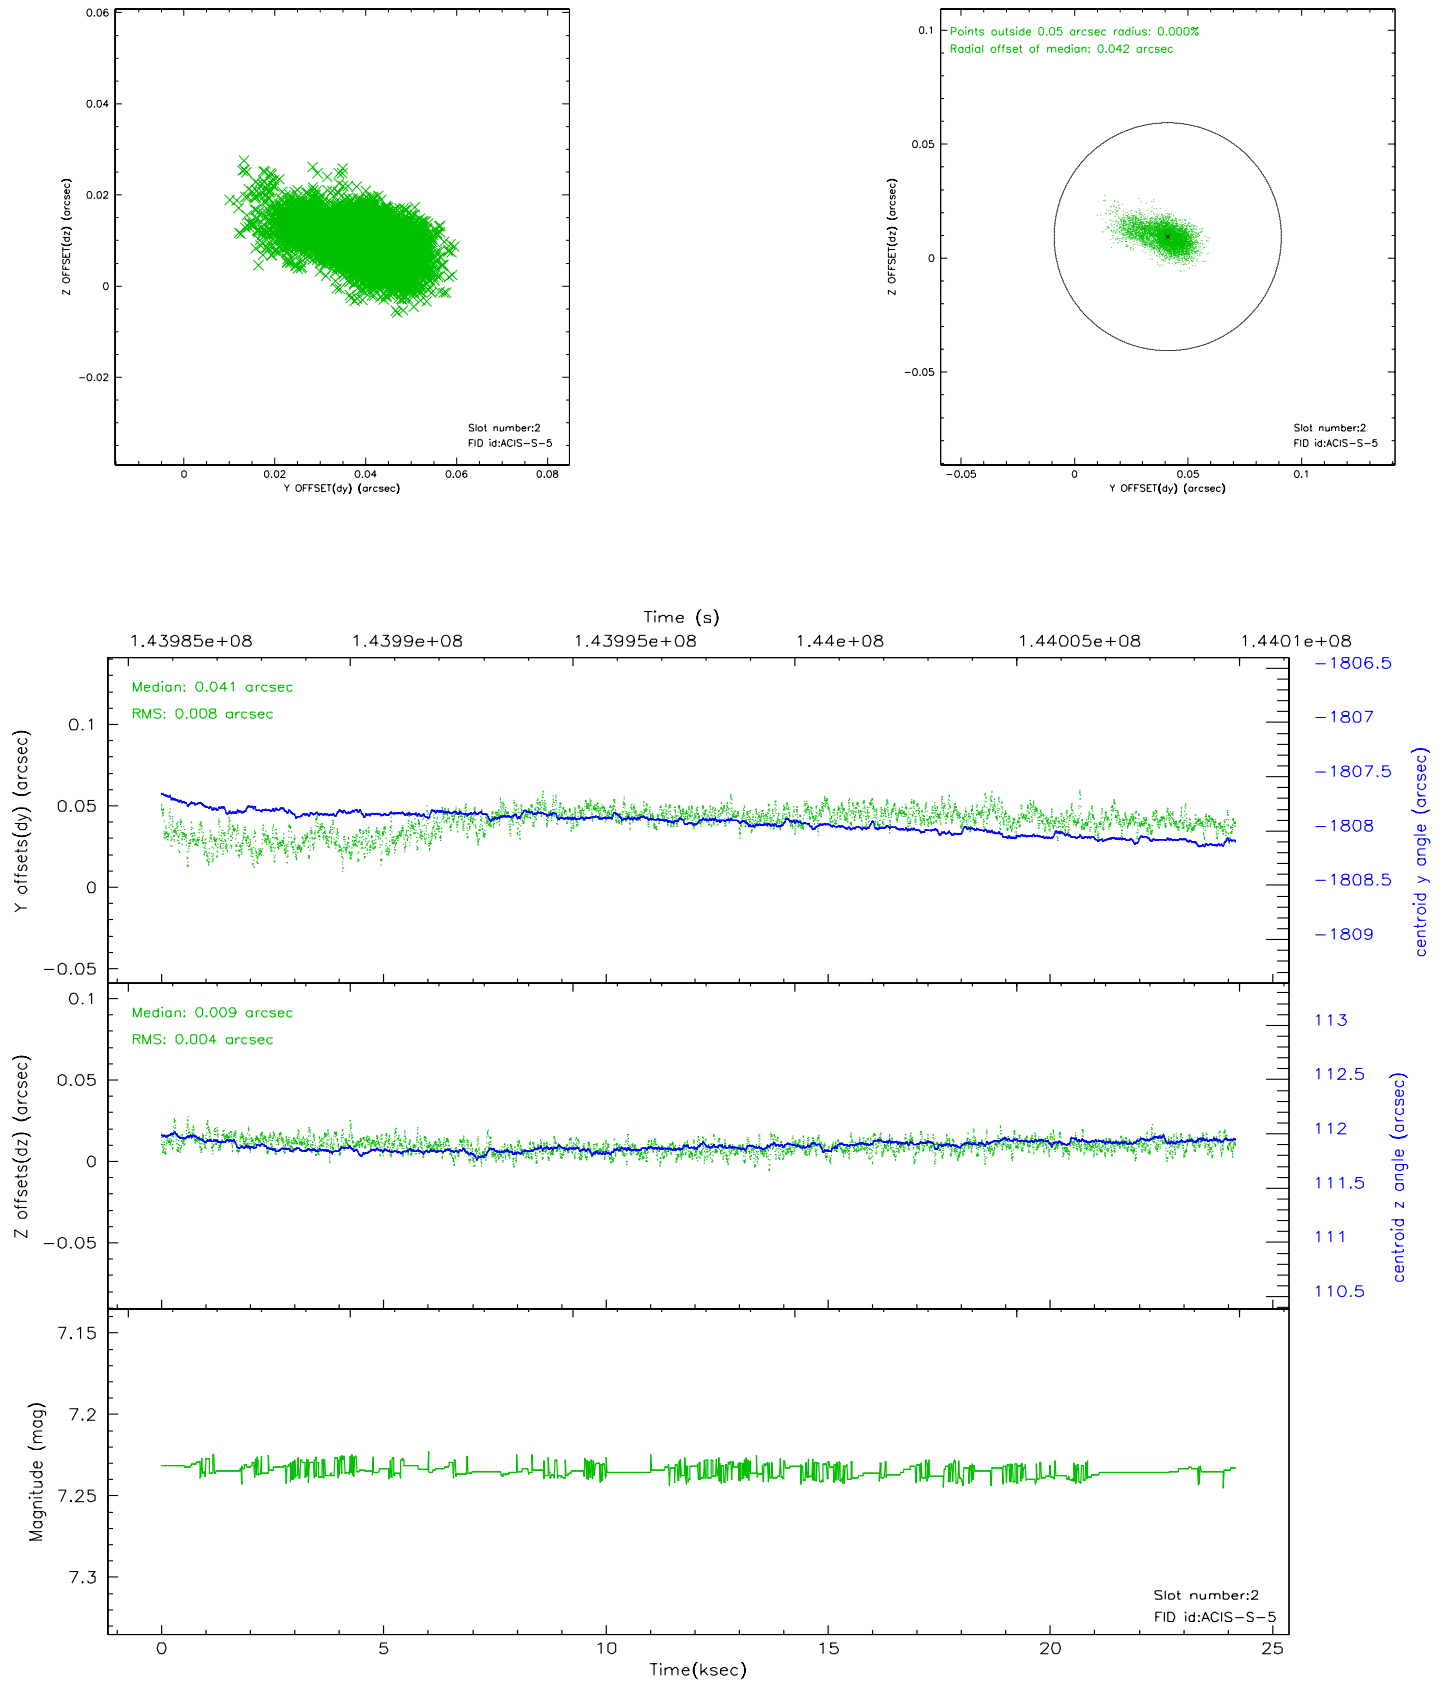 0.06
0.04
0.02
0
−0.02
Z OFFSET(dz) (arcsec)
Slot number:2
FID id:ACIS−S−5
0
0.02
0.04
0.06
0.08
Y OFFSET(dy) (arcsec)
Points outside 0.05 arcsec radius: 0.000%
Radial offset of median: 0.042 arcsec
0.1
0.05
0
−0.05
Z OFFSET(dz) (arcsec)
Slot number:2
FID id:ACIS−S−5
−0.05
0
0.05
0.1
Y OFFSET(dy) (arcsec)
Time (s)
1.43985e+08
1.4399e+08
1.43995e+08
1.44e+08
1.44005e+08
1.4401e+08
Median: 0.041 arcsec
RMS: 0.008 arcsec
0.1
0.05
0
−0.05
Y offsets(dy) (arcsec)
−1806.5
−1807
−1807.5
−1808
−1808.5
−1809
centroid y angle (arcsec)
Median: 0.009 arcsec
RMS: 0.004 arcsec
0.1
0.05
0
−0.05
Z offsets(dz) (arcsec)
113
112.5
112
111.5
111
110.5
centroid z angle (arcsec)
7.15
7.2
7.25
7.3
Magnitude (mag)
Slot number:2
FID id:ACIS−S−5
0
5
10
15
20
25
Time(ksec)